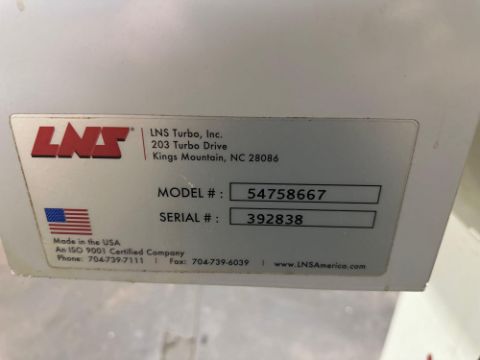 LNS®
LNS Turbo, Inc.
203 Turbo Drive
Kings Mountain, NC 28086
MODEL # : 54758667
SERIAL # : 392838
Made in the USA
An ISO 9001 Certified Company
Phone: 704-739-7111 | Fax: 704-739-6039 | www.LNSAmerica.com